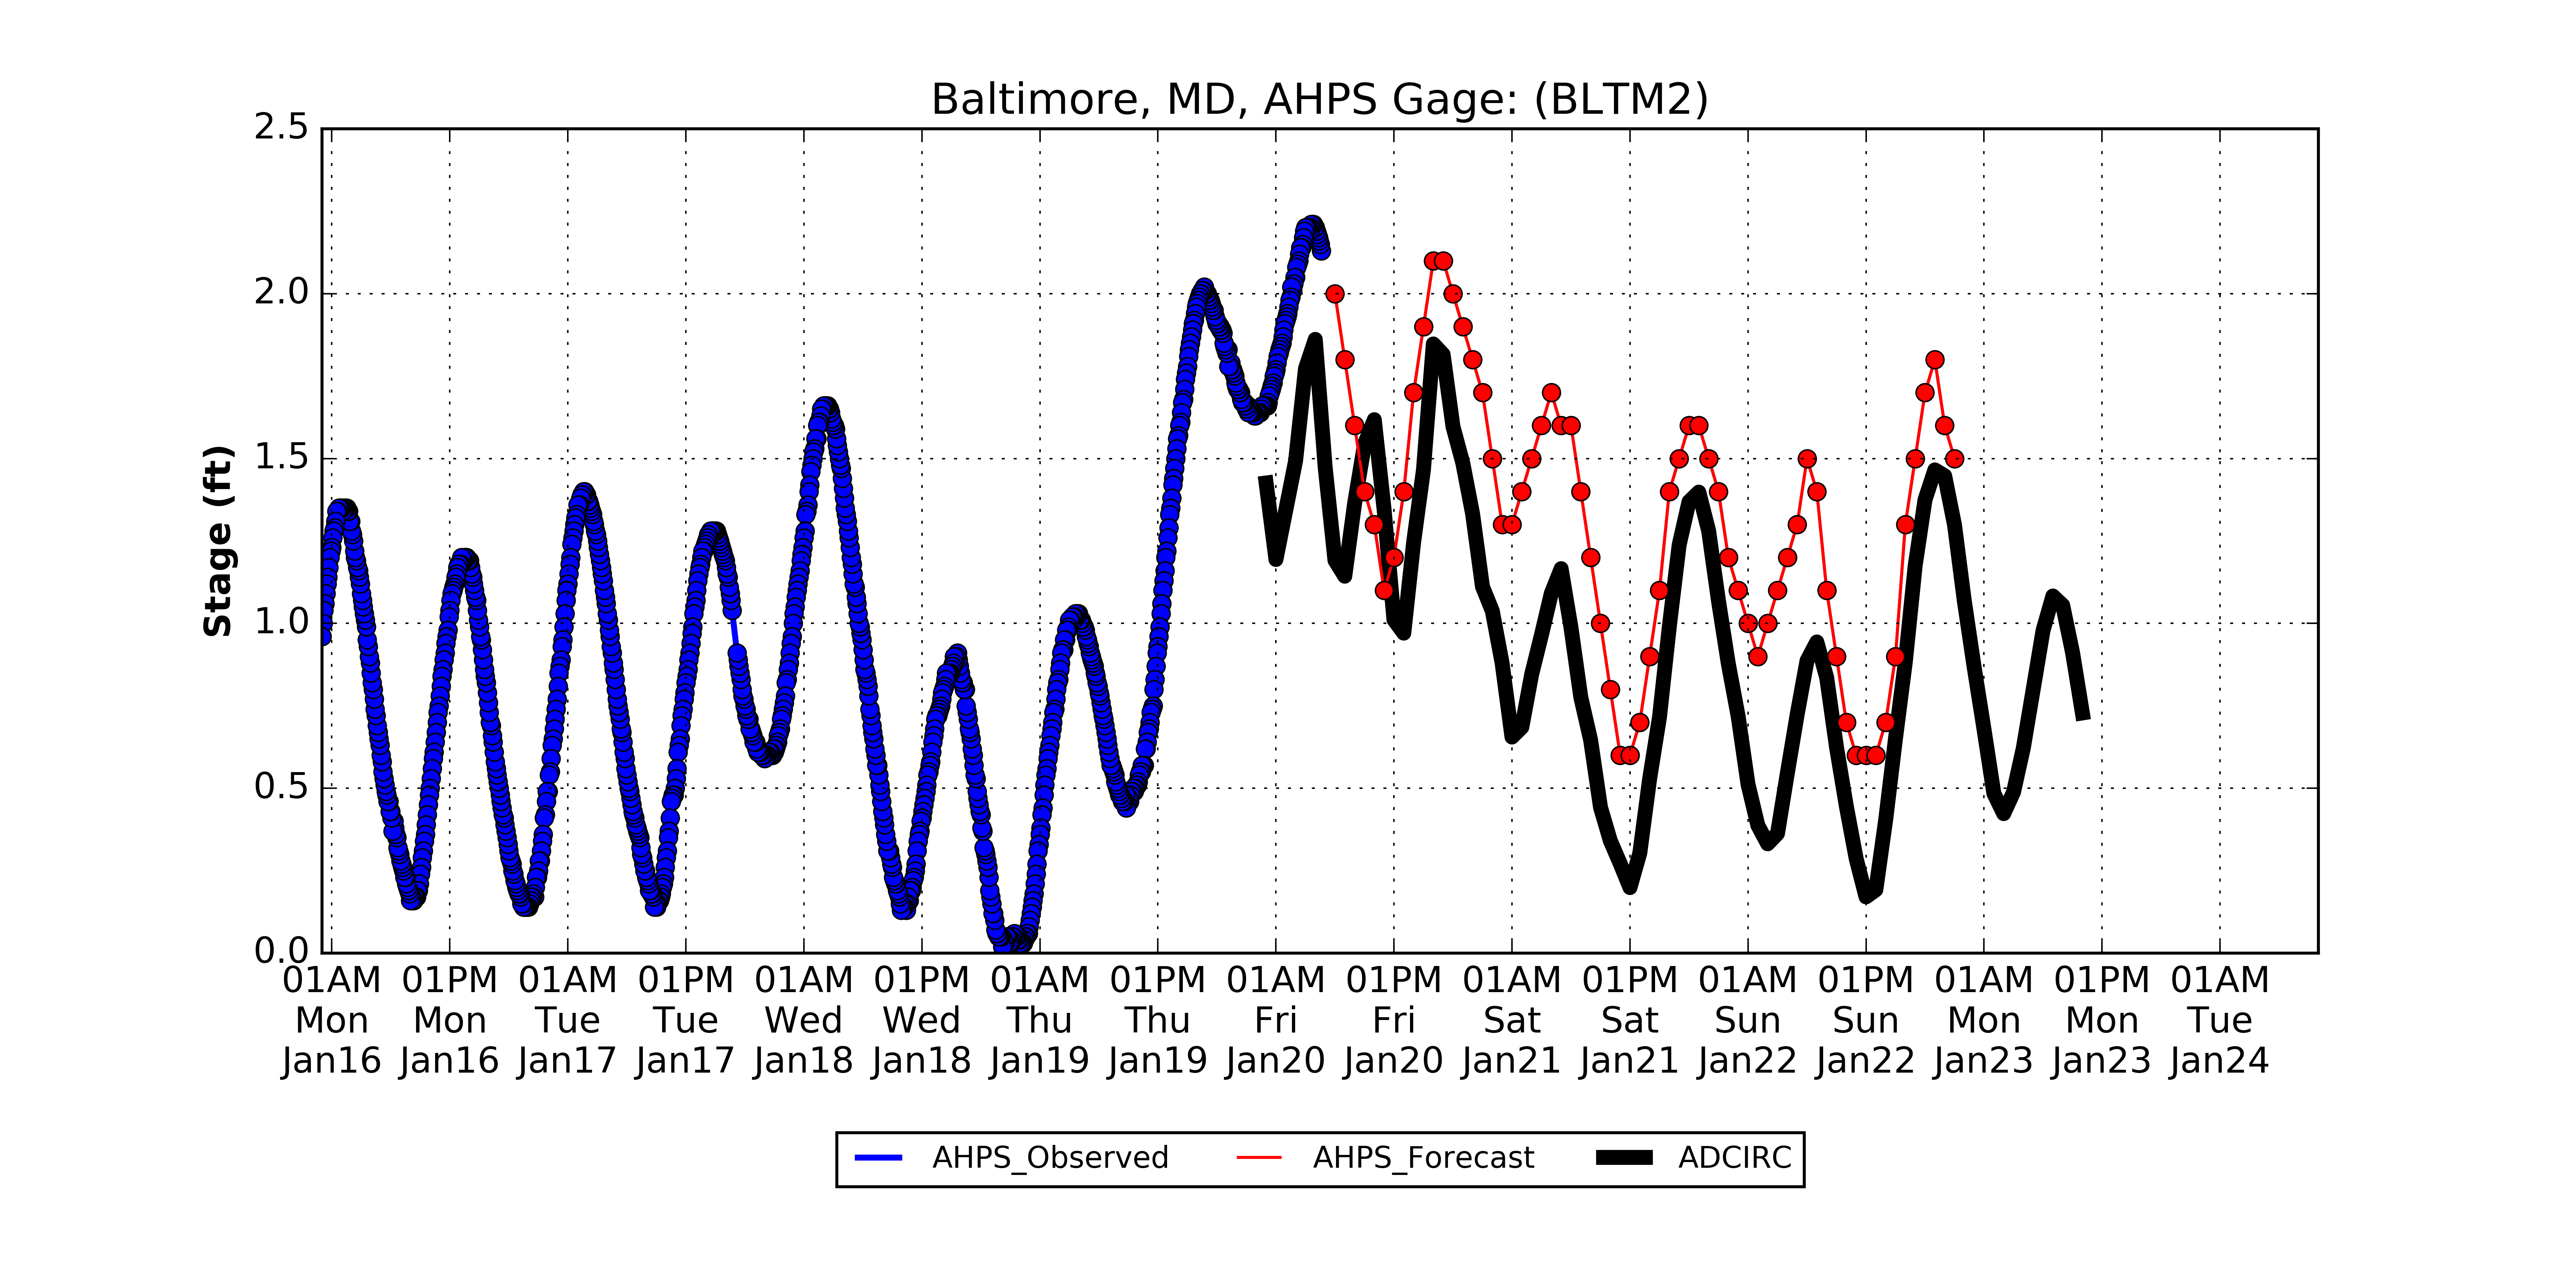 Baltimore, MD, AHPS Gage: (BLTM2)
2.5
2.0
1.5
1.0
0.5
0.0
Stage (ft)
01AM 01PM 01AM 01PM 01AM 01PM 01AM 01PM 01AM 01PM 01AM 01PM 01AM 01PM 01AM 01PM 01AM
Mon Mon Tue Tue Wed Wed Thu Thu Fri Fri Sat Sat Sun Sun Mon Mon Tue
Jan16 Jan16 Jan17 Jan17 Jan18 Jan18 Jan19 Jan19 Jan20 Jan20 Jan21 Jan21 Jan22 Jan22 Jan23 Jan23 Jan24
AHPS_Observed AHPS_Forecast ADCIRC